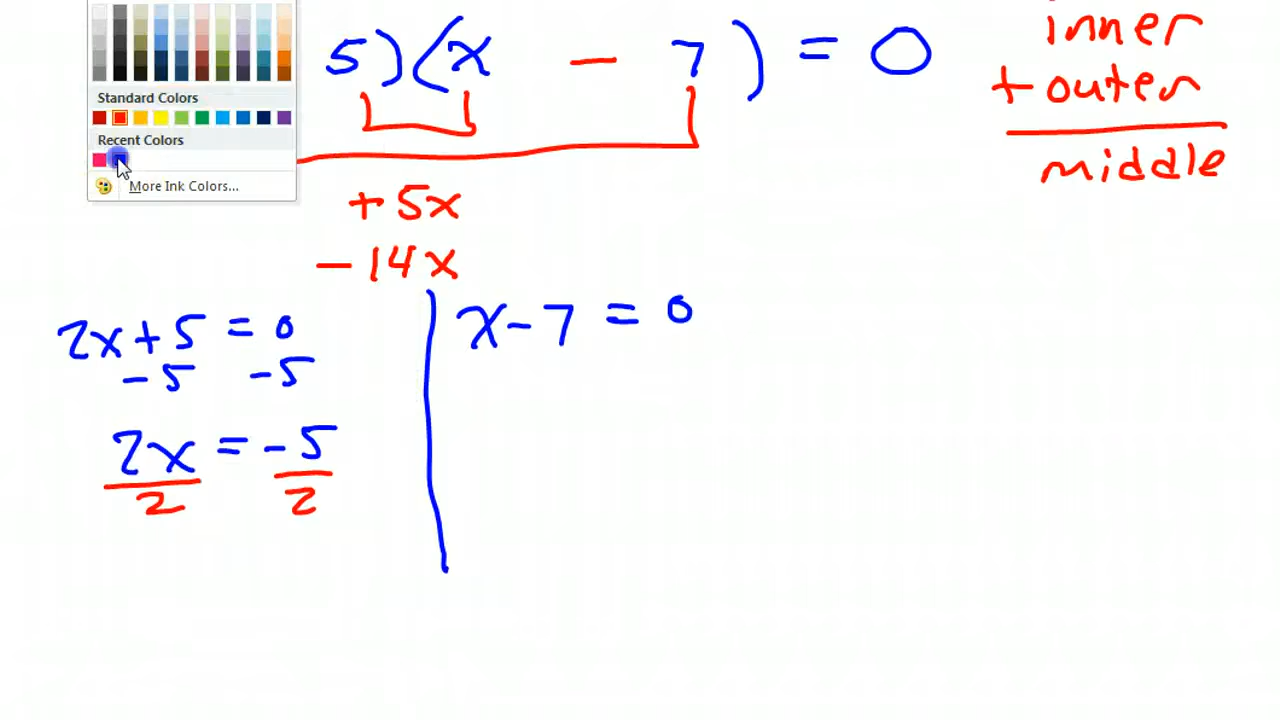 5)(x - 7) = 0
inner
+ outer
middle
Standard Colors
Recent Colors
More Ink Colors...
+5x
-14x
2x+5 = 0
-5 -5
2x = -5
2 2
x-7 = 0